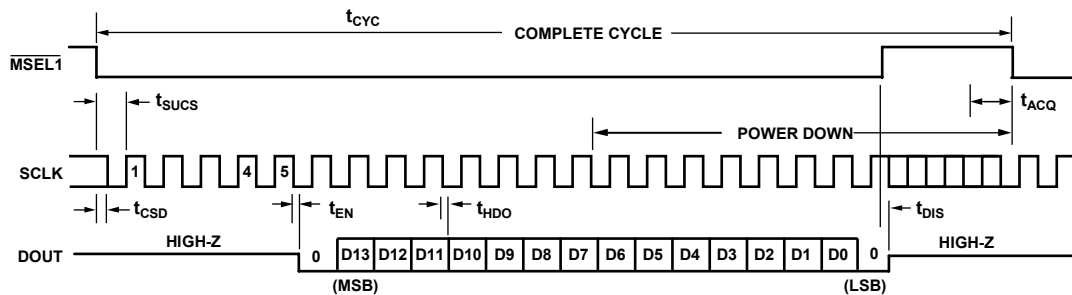 tCYC
COMPLETE CYCLE
MSEL1
tSUCS
tACQ
POWER DOWN
SCLK
1 4 5
tCSD
tEN
tHDO
tDIS
HIGH-Z
HIGH-Z
DOUT
0 D13 D12 D11 D10 D9 D8 D7 D6 D5 D4 D3 D2 D1 D0 0
(MSB) (LSB)